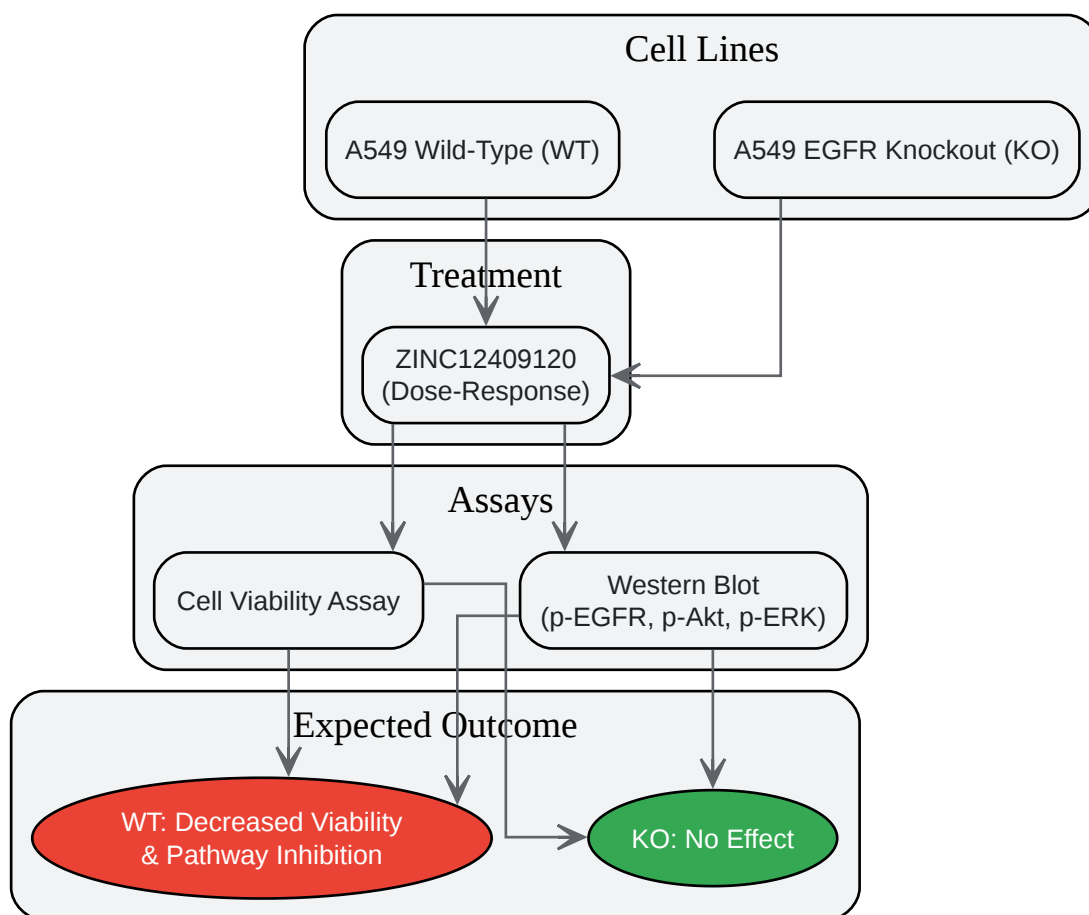 Cell Lines
A549 Wild-Type (WT)
A549 EGFR Knockout (KO)
Treatment
ZINC12409120
(Dose-Response)
Assays
Cell Viability Assay
Western Blot
(p-EGFR, p-Akt, p-ERK)
Expected Outcome
WT: Decreased Viability
& Pathway Inhibition
KO: No Effect